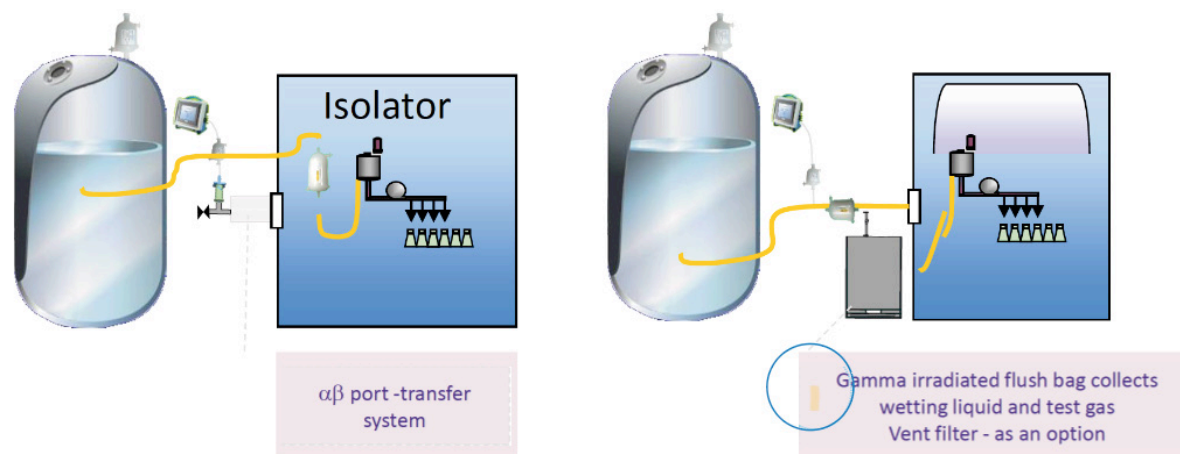 Isolator
αβ port -transfer
system
Gamma irradiated flush bag collects
wetting liquid and test gas
Vent filter - as an option